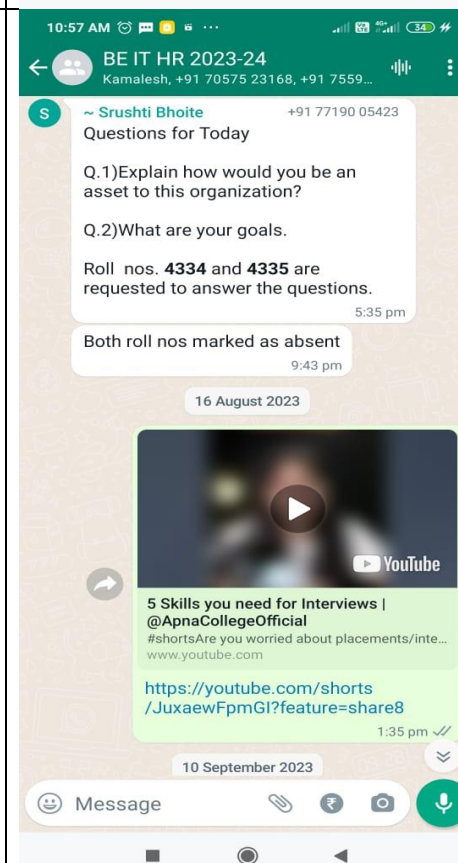 10:57 AM
VoLTE 4G+ 34
BE IT HR 2023-24
Kamalesh, +91 70575 23168, +91 7559...
S
~ Srushti Bhoite +91 77190 05423
Questions for Today
Q.1)Explain how would you be an
asset to this organization?
Q.2)What are your goals.
Roll nos. 4334 and 4335 are
requested to answer the questions.
5:35 pm
Both roll nos marked as absent
9:43 pm
16 August 2023
YouTube
5 Skills you need for Interviews |
@ApnaCollegeOfficial
#shortsAre you worried about placements/inte...
www.youtube.com
https://youtube.com/shorts
/JuxaewFpmGI?feature=share8
1:35 pm
10 September 2023
Message
₹